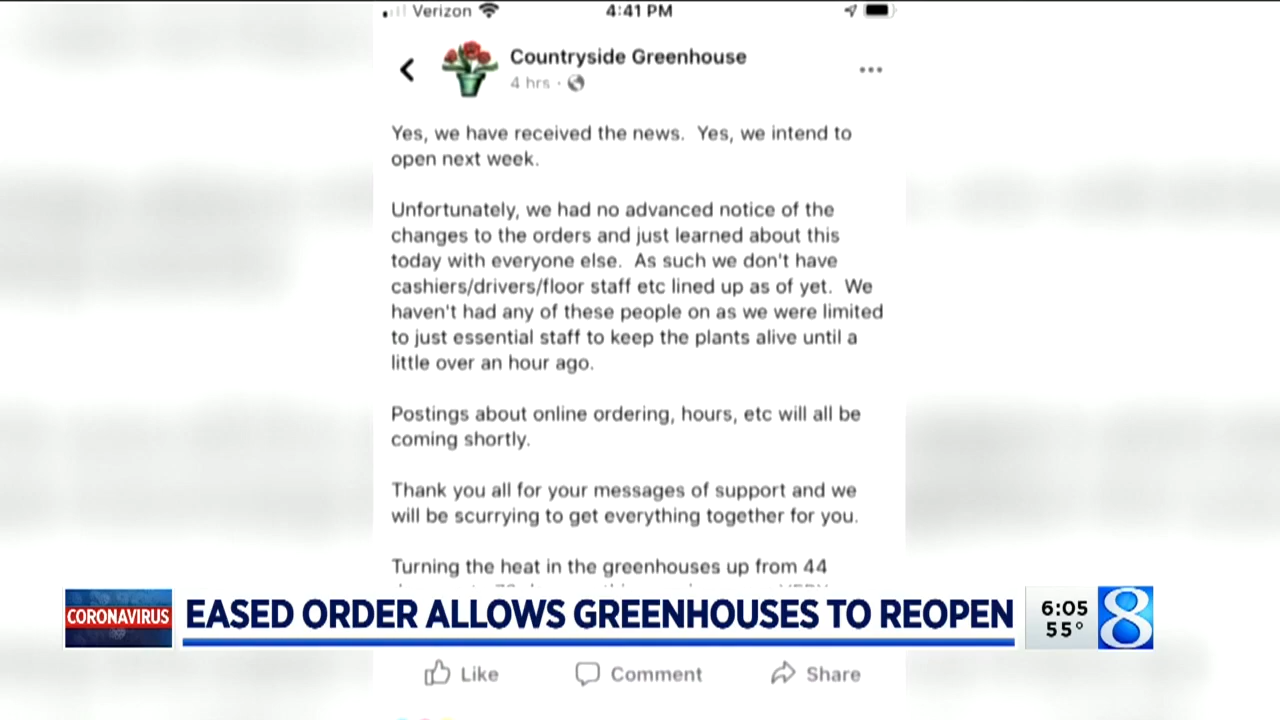 Verizon
4:41 PM
Countryside Greenhouse
4 hrs ·
Yes, we have received the news.  Yes, we intend to
open next week.
Unfortunately, we had no advanced notice of the
changes to the orders and just learned about this
today with everyone else.  As such we don't have
cashiers/drivers/floor staff etc lined up as of yet.  We
haven't had any of these people on as we were limited
to just essential staff to keep the plants alive until a
little over an hour ago.
Postings about online ordering, hours, etc will all be
coming shortly.
Thank you all for your messages of support and we
will be scurrying to get everything together for you.
Turning the heat in the greenhouses up from 44
CORONAVIRUS
EASED ORDER ALLOWS GREENHOUSES TO REOPEN
6:05
55°
8
Like
Comment
Share